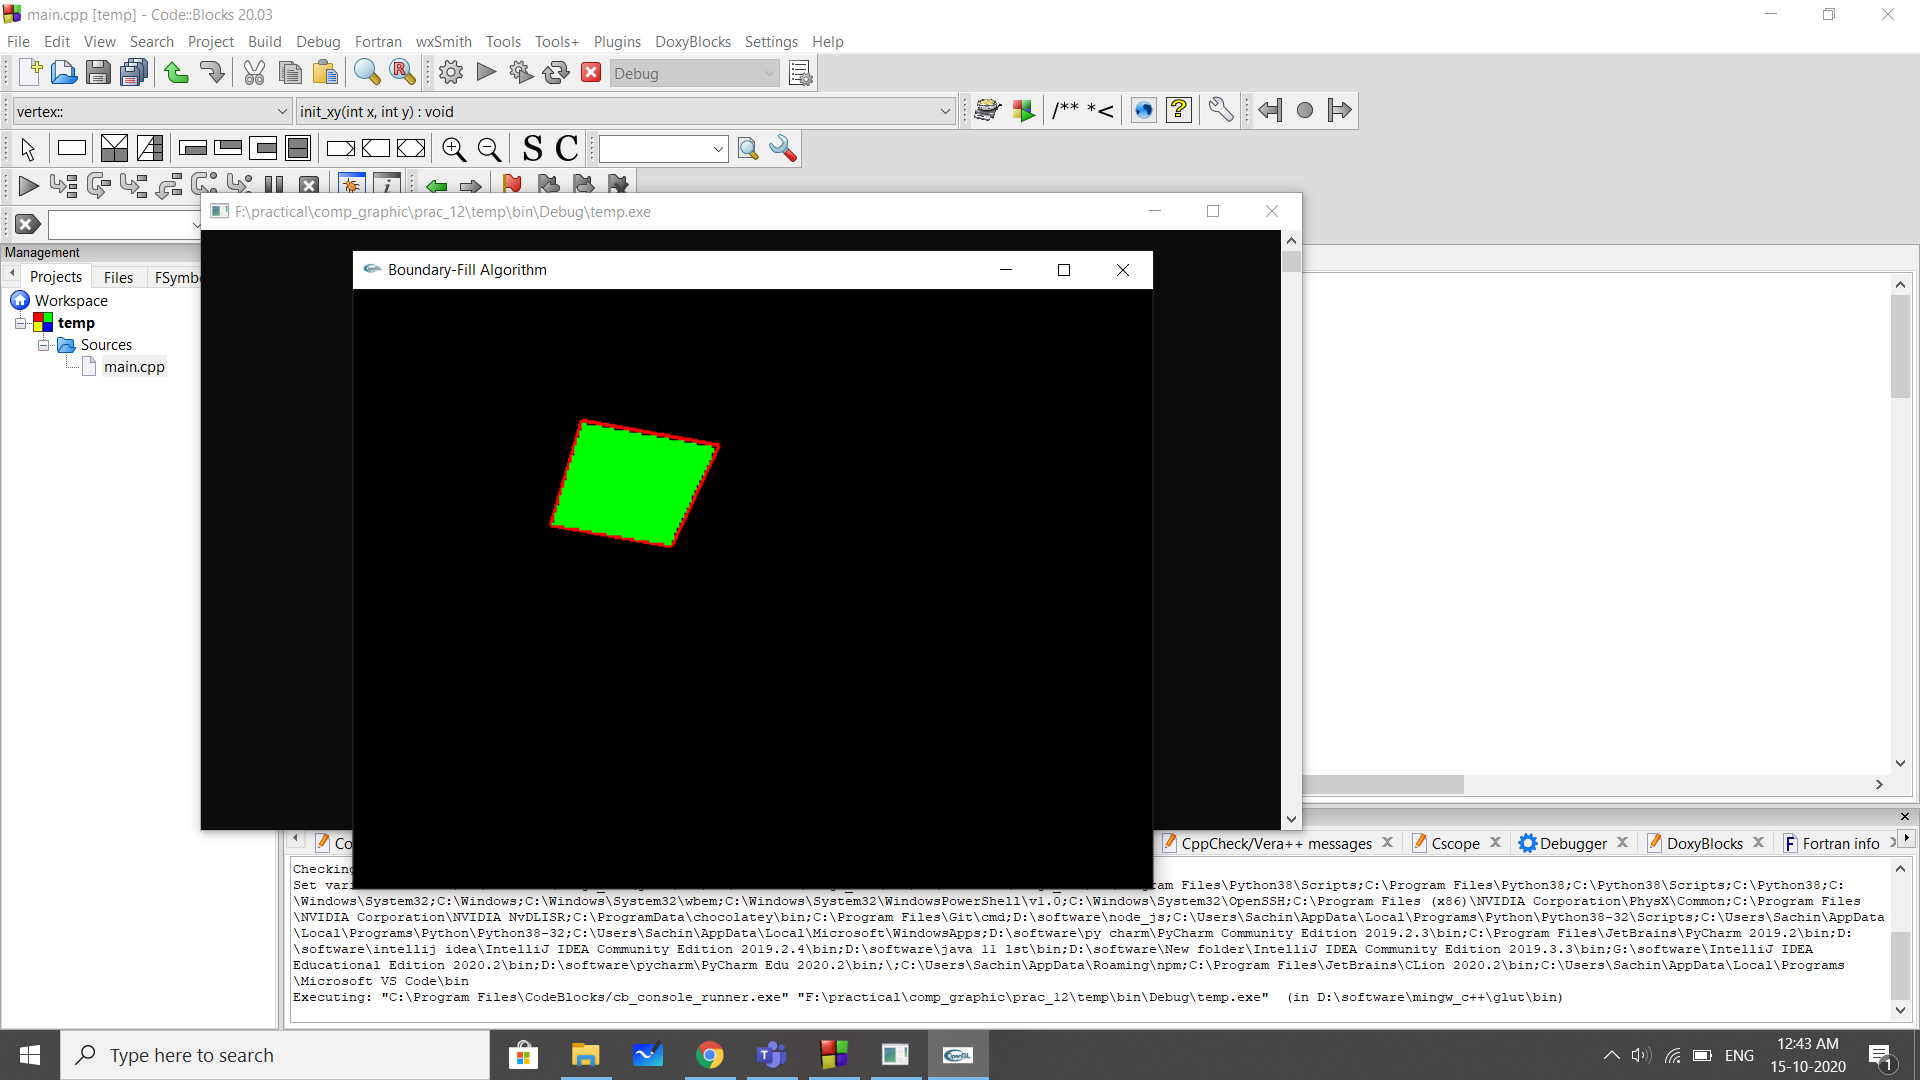 main.cpp [temp] - Code::Blocks 20.03
File Edit View Search Project Build Debug Fortran wxSmith Tools Tools+ Plugins DoxyBlocks Settings Help
Debug
vertex:: init_xy(int x, int y) : void /** *<
S C
F:\practical\comp_graphic\prac_12\temp\bin\Debug\temp.exe
Management
Projects Files FSymbo
Boundary-Fill Algorithm
Workspace
temp
Sources
main.cpp
Co CppCheck/Vera++ messages Cscope Debugger DoxyBlocks Fortran info
Checking
Set vari am Files\Python38\Scripts;C:\Program Files\Python38;C:\Python38\Scripts;C:\Python38;C:
\Windows\System32;C:\Windows;C:\Windows\System32\wbem;C:\Windows\System32\WindowsPowerShell\v1.0;C:\Windows\System32\OpenSSH;C:\Program Files (x86)\NVIDIA Corporation\PhysX\Common;C:\Program Files
\NVIDIA Corporation\NVIDIA NvDLISR;C:\ProgramData\chocolatey\bin;C:\Program Files\Git\cmd;D:\software\node_js;C:\Users\Sachin\AppData\Local\Programs\Python\Python38-32\Scripts;C:\Users\Sachin\AppData
\Local\Programs\Python\Python38-32;C:\Users\Sachin\AppData\Local\Microsoft\WindowsApps;D:\software\py charm\PyCharm Community Edition 2019.2.3\bin;C:\Program Files\JetBrains\PyCharm 2019.2\bin;D:
\software\intellij idea\IntelliJ IDEA Community Edition 2019.2.4\bin;D:\software\java 11 lst\bin;D:\software\New folder\IntelliJ IDEA Community Edition 2019.3.3\bin;G:\software\IntelliJ IDEA
Educational Edition 2020.2\bin;D:\software\pycharm\PyCharm Edu 2020.2\bin;\;C:\Users\Sachin\AppData\Roaming\npm;C:\Program Files\JetBrains\CLion 2020.2\bin;C:\Users\Sachin\AppData\Local\Programs
\Microsoft VS Code\bin
Executing: "C:\Program Files\CodeBlocks/cb_console_runner.exe" "F:\practical\comp_graphic\prac_12\temp\bin\Debug\temp.exe" (in D:\software\mingw_c++\glut\bin)
Type here to search
OpenGL
ENG
12:43 AM
15-10-2020
1